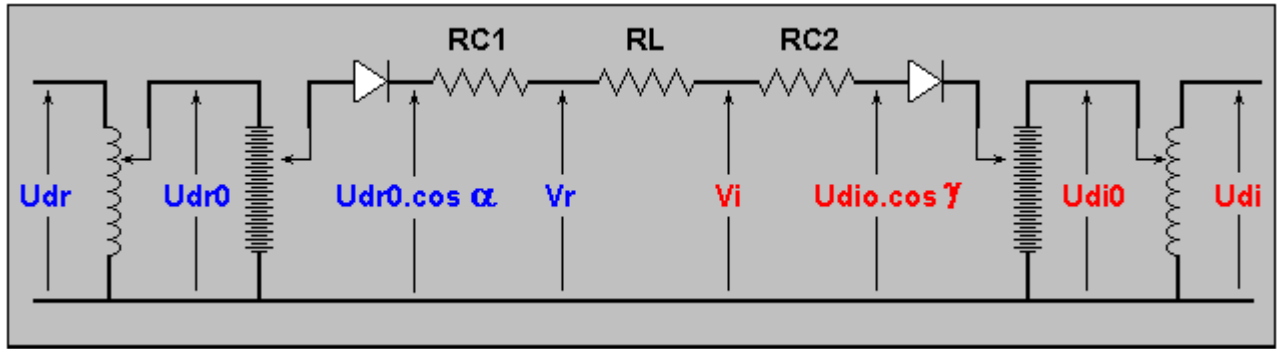 RC1 RL RC2
Udr Udr0 Udr0.cos α Vr Vi Udio.cos γ Udi0 Udi